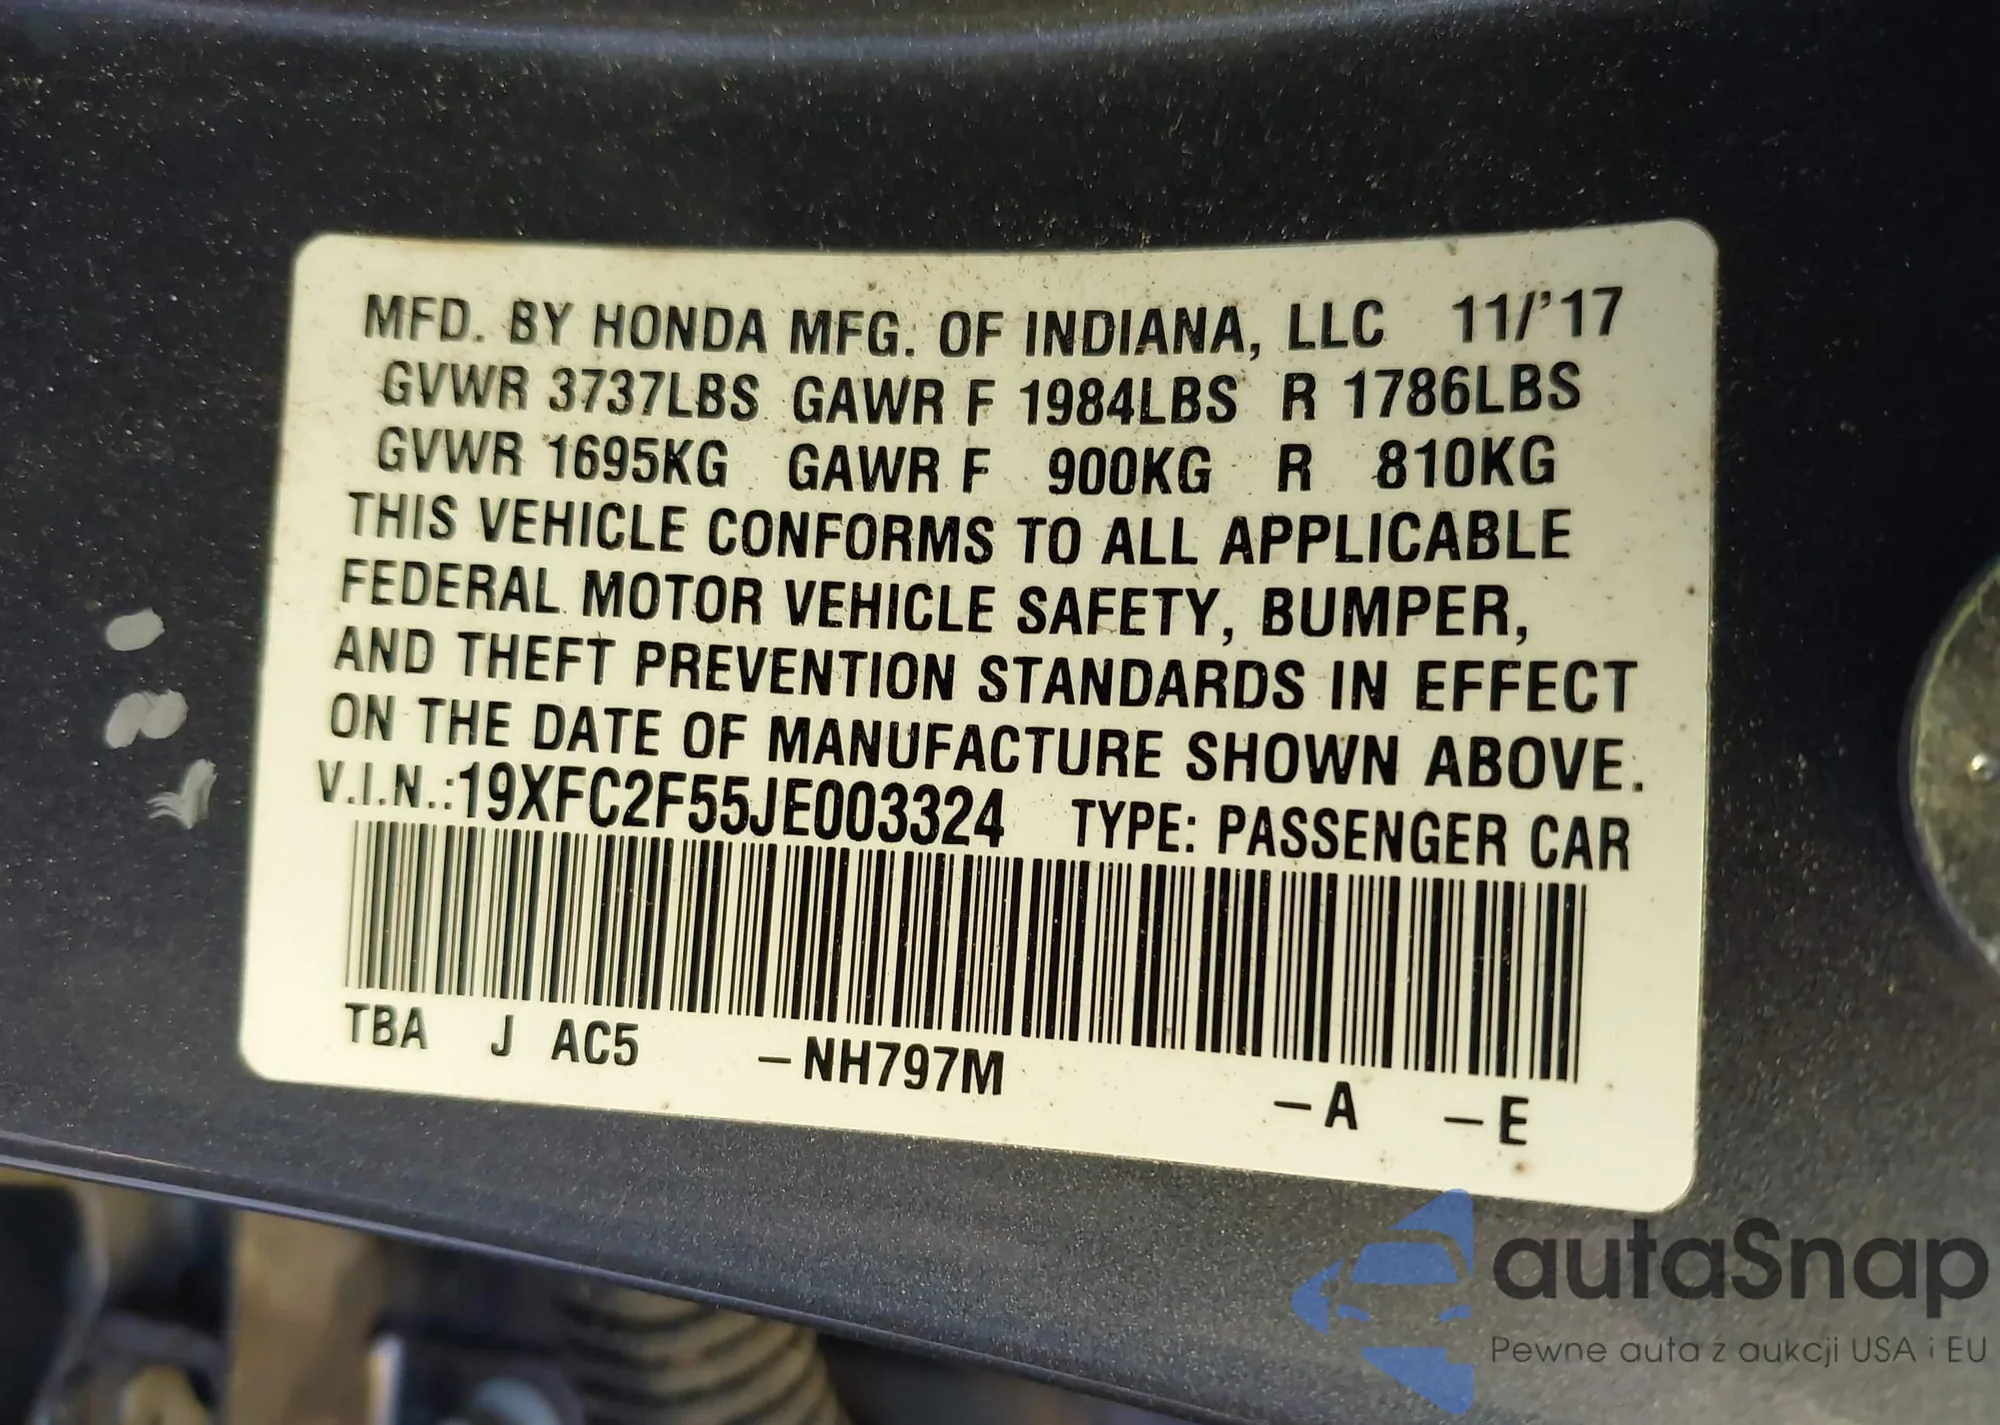 MFD. BY HONDA MFG. OF INDIANA, LLC 11/'17
GVWR 3737LBS GAWR F 1984LBS R 1786LBS
GVWR 1695KG GAWR F 900KG R 810KG
THIS VEHICLE CONFORMS TO ALL APPLICABLE
FEDERAL MOTOR VEHICLE SAFETY, BUMPER,
AND THEFT PREVENTION STANDARDS IN EFFECT
ON THE DATE OF MANUFACTURE SHOWN ABOVE.
V.I.N.:19XFC2F55JE003324 TYPE: PASSENGER CAR
TBA J AC5 –NH797M –A –E
autaSnap
Pewne auta z aukcji USA i EU